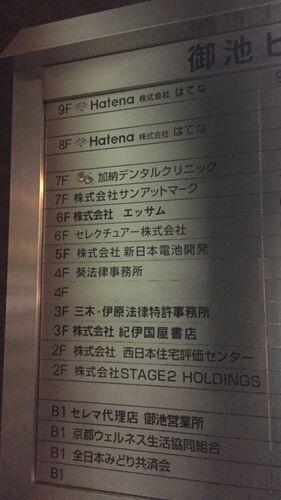 御池ビ
9F Hatena 株式会社 はてな
8F Hatena 株式会社 はてな
7F 加納デンタルクリニック
7F 株式会社サンアットマーク
6F 株式会社 エッサム
6F セレクチュアー株式会社
5F 株式会社 新日本電池開発
4F 葵法律事務所
4F
3F 三木・伊原法律特許事務所
3F 株式会社 紀伊国屋書店
2F 株式会社 西日本住宅評価センター
2F 株式会社STAGE2 HOLDINGS
B1 セレマ代理店 御池営業所
B1 京都ウェルネス生活協同組合
B1 全日本みどり共済会
B1